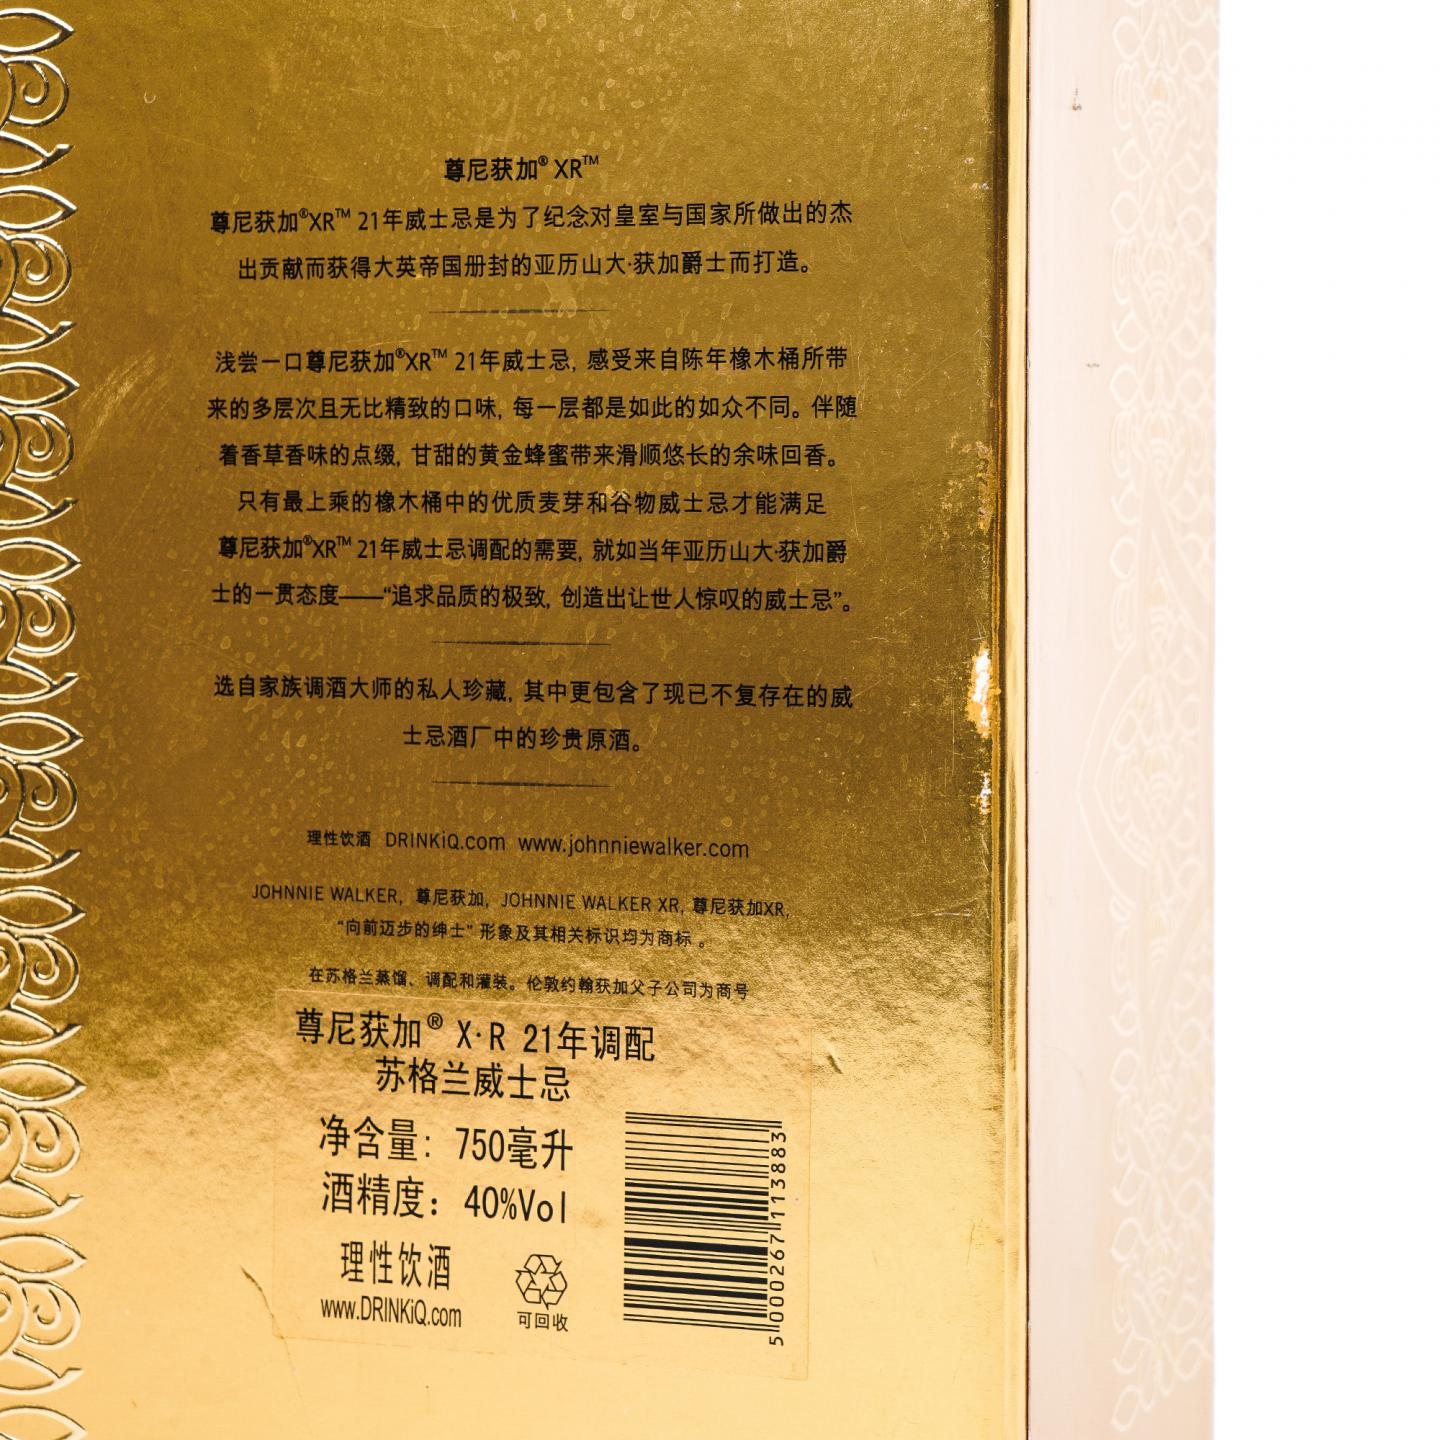 尊尼获加® XR™
尊尼获加®XR™ 21年威士忌是为了纪念对皇室与国家所做出的杰
出贡献而获得大英帝国册封的亚历山大·获加爵士而打造。
浅尝一口尊尼获加®XR™ 21年威士忌, 感受来自陈年橡木桶所带
来的多层次且无比精致的口味, 每一层都是如此的如众不同。伴随
着香草香味的点缀, 甘甜的黄金蜂蜜带来滑顺悠长的余味回香。
只有最上乘的橡木桶中的优质麦芽和谷物威士忌才能满足
尊尼获加®XR™ 21年威士忌调配的需要, 就如当年亚历山大·获加爵
士的一贯态度——“追求品质的极致, 创造出让世人惊叹的威士忌”。
选自家族调酒大师的私人珍藏, 其中更包含了现已不复存在的威
士忌酒厂中的珍贵原酒。
理性饮酒 DRINKiQ.com www.johnniewalker.com
JOHNNIE WALKER, 尊尼获加, JOHNNIE WALKER XR, 尊尼获加XR,
“向前迈步的绅士” 形象及其相关标识均为商标 。
在苏格兰蒸馏、调配和灌装。伦敦约翰获加父子公司为商号
尊尼获加® X·R 21年调配
苏格兰威士忌
净含量: 750毫升
酒精度: 40%Vol
理性饮酒
www.DRINKiQ.com
可回收
5000267113883